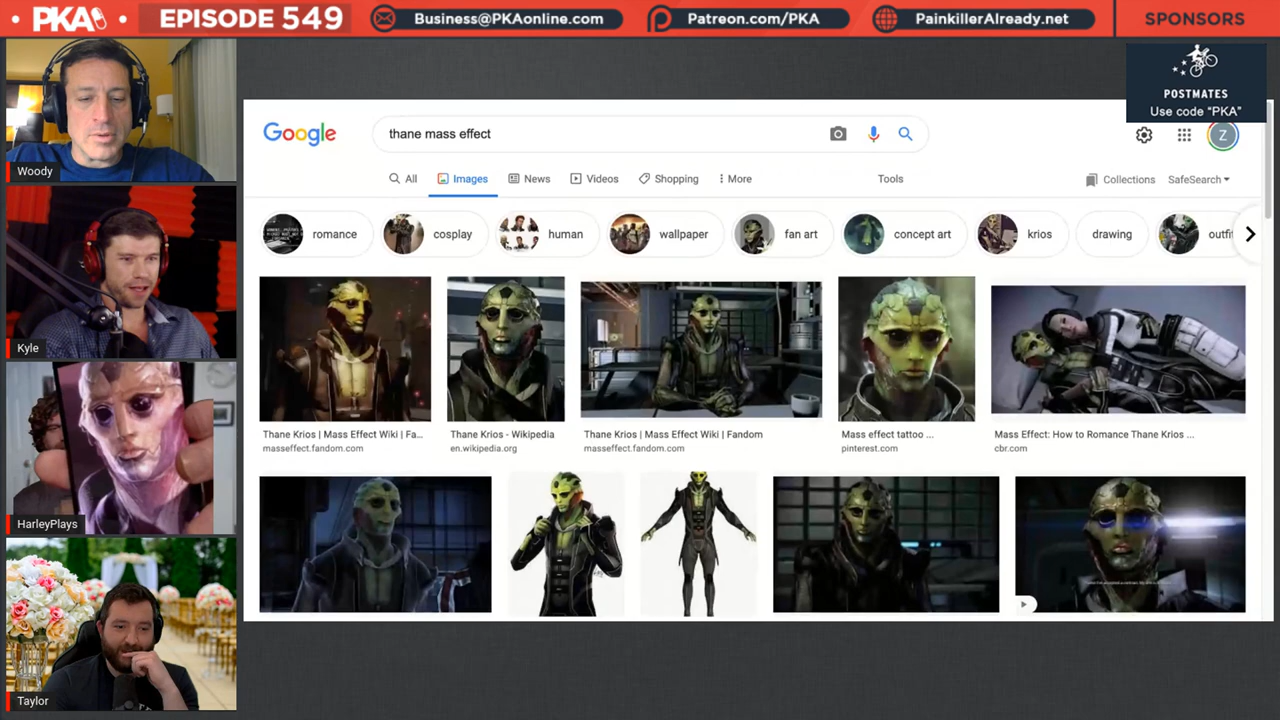 PKA
EPISODE 549
Business@PKAonline.com
Patreon.com/PKA
PainkillerAlready.net
SPONSORS
POSTMATES
Use code "PKA"
Woody
Kyle
HarleyPlays
Taylor
Google
thane mass effect
Z
All
Images
News
Videos
Shopping
More
Tools
Collections
SafeSearch
romance
cosplay
human
wallpaper
fan art
concept art
krios
drawing
outfi
Thane Krios | Mass Effect Wiki | Fa...
masseffect.fandom.com
Thane Krios - Wikipedia
en.wikipedia.org
Thane Krios | Mass Effect Wiki | Fandom
masseffect.fandom.com
Mass effect tattoo ...
pinterest.com
Mass Effect: How to Romance Thane Krios ...
cbr.com